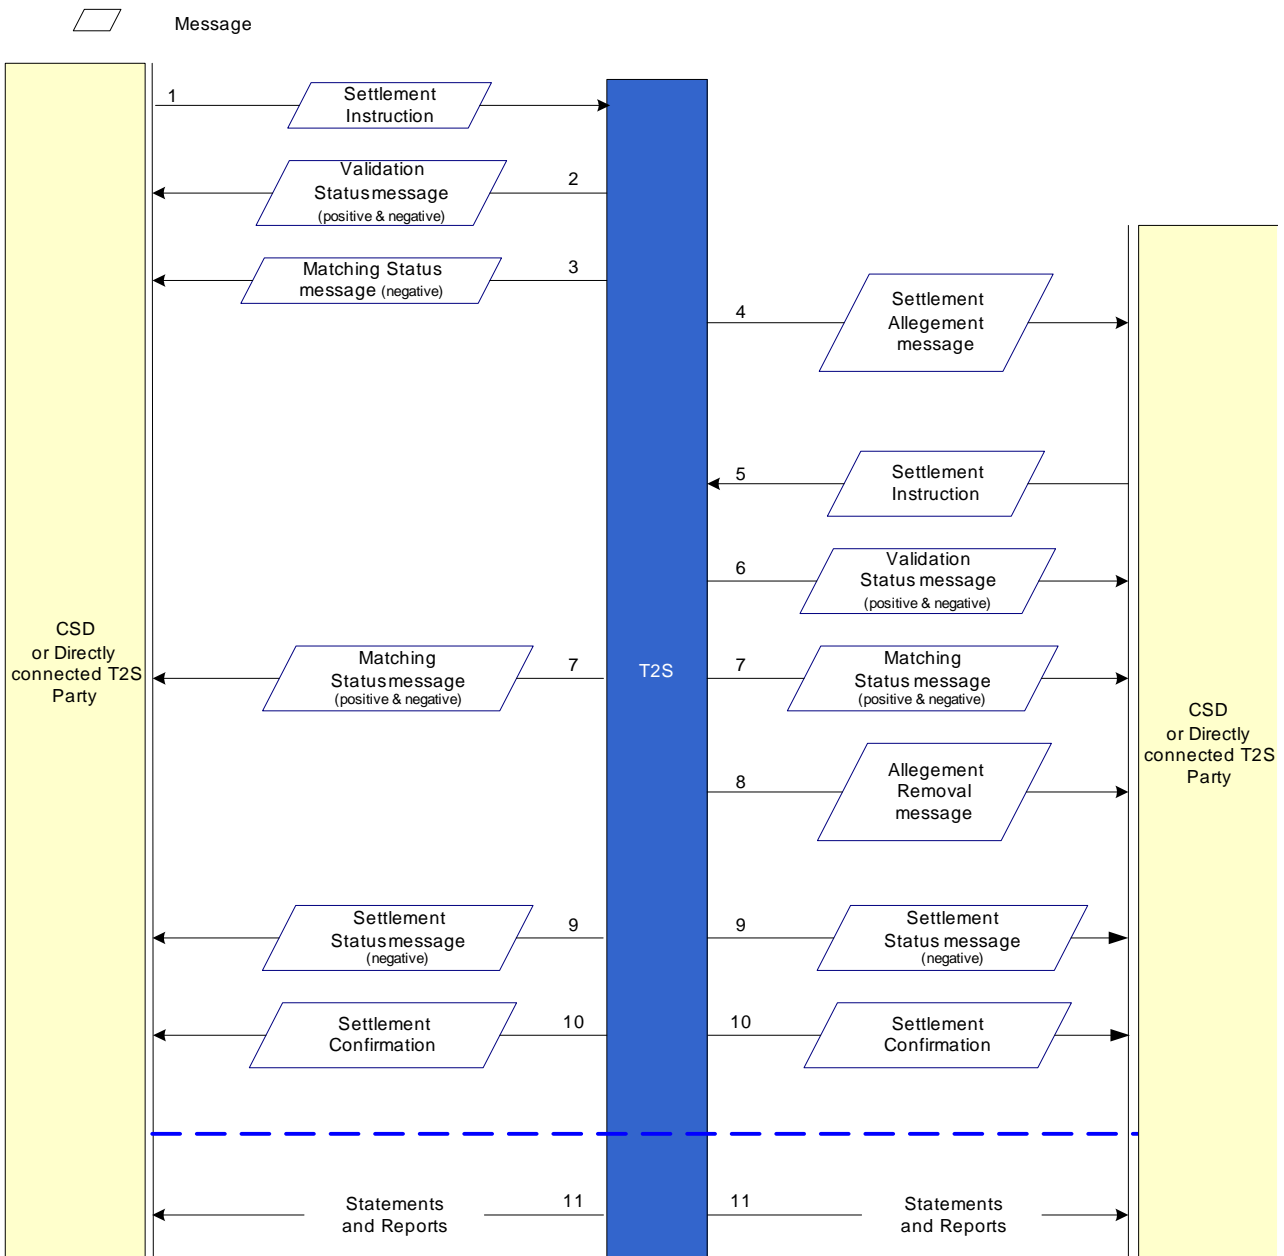 Message
1
Settlement
Instruction
Validation
Status message
(positive & negative)
2
Matching Status
message (negative)
3
4
Settlement
Allegement
message
5
Settlement
Instruction
6
Validation
Status message
(positive & negative)
CSD
or Directly
connected T2S
Party
Matching
Status message
(positive & negative)
7
T2S
7
Matching
Status message
(positive & negative)
CSD
or Directly
connected T2S
Party
8
Allegement
Removal
message
Settlement
Status message
(negative)
9
9
Settlement
Status message
(negative)
Settlement
Confirmation
10
10
Settlement
Confirmation
Statements
and Reports
11
11
Statements
and Reports